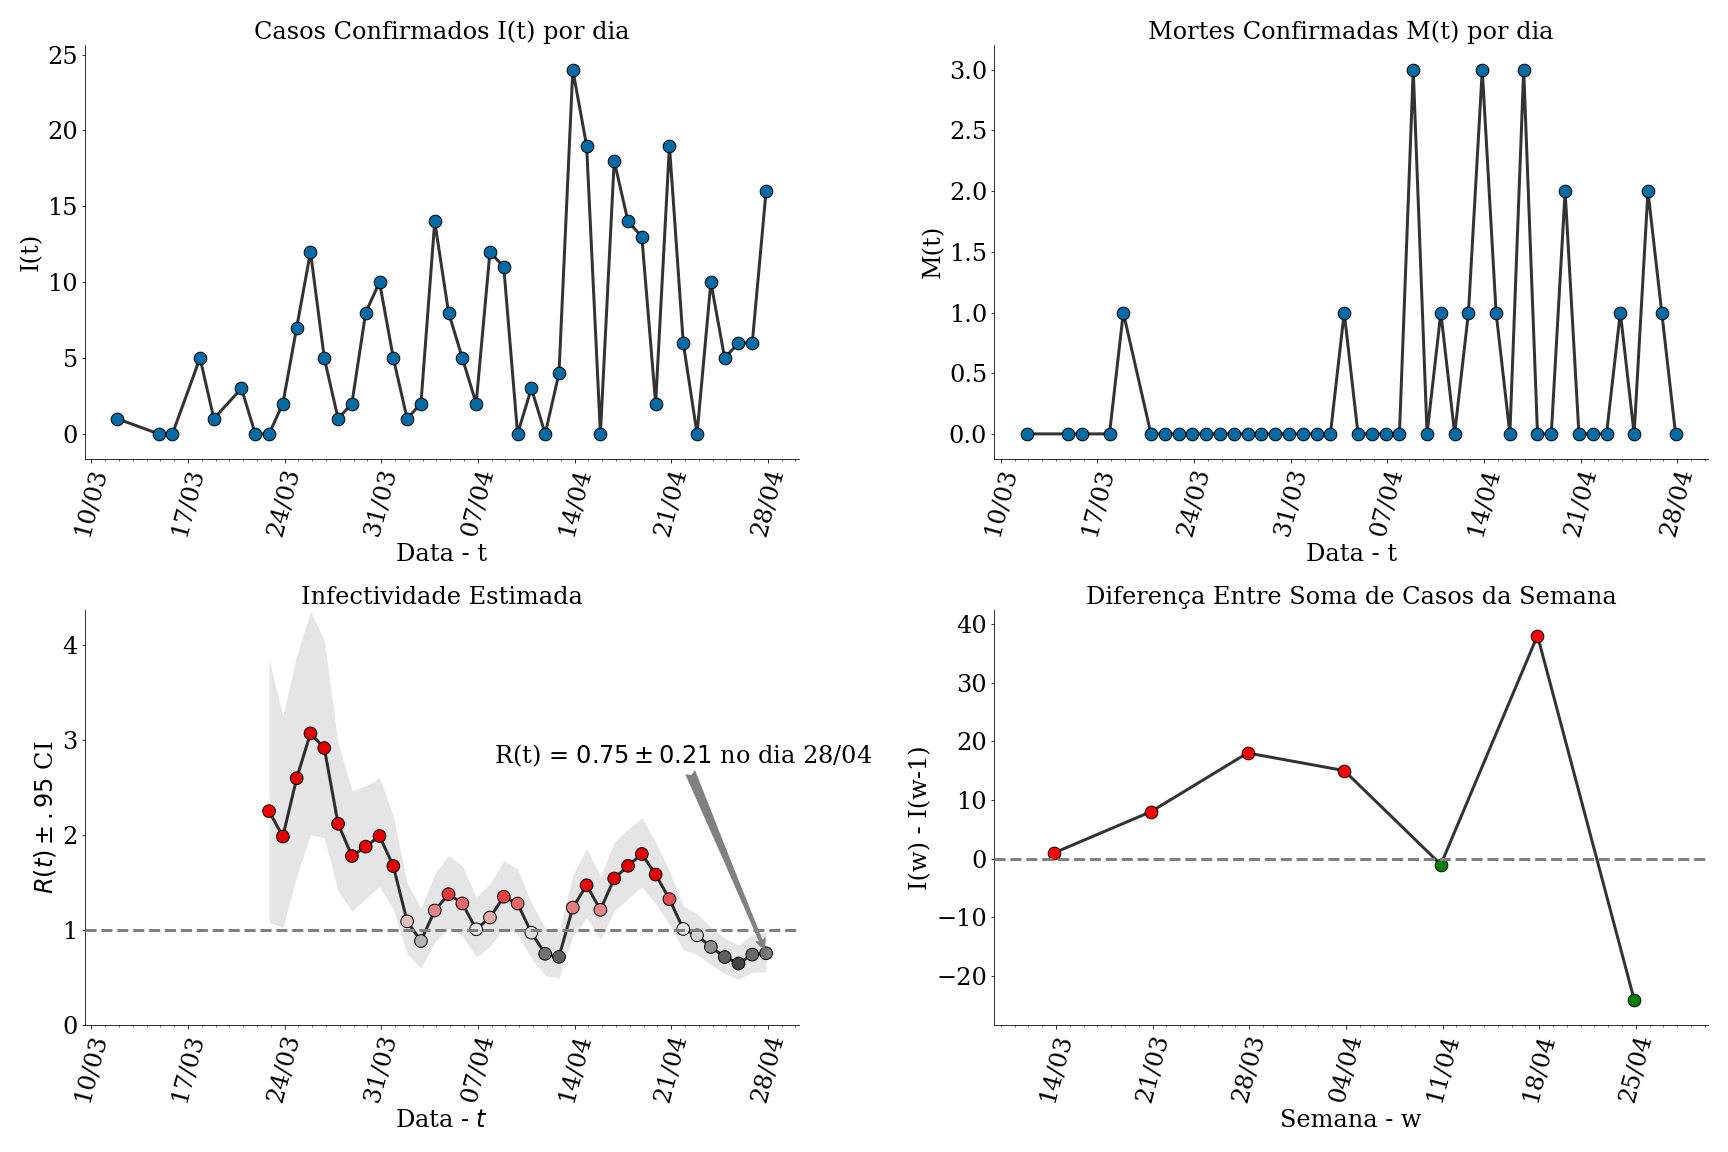 Casos Confirmados I(t) por dia
I(t)
25
20
15
10
5
0
10/03 17/03 24/03 31/03 07/04 14/04 21/04 28/04
Data - t
Mortes Confirmadas M(t) por dia
M(t)
3.0
2.5
2.0
1.5
1.0
0.5
0.0
10/03 17/03 24/03 31/03 07/04 14/04 21/04 28/04
Data - t
Infectividade Estimada
R(t) ± .95 CI
4
3
2
1
0
R(t) = 0.75 ± 0.21 no dia 28/04
10/03 17/03 24/03 31/03 07/04 14/04 21/04 28/04
Data - t
Diferença Entre Soma de Casos da Semana
I(w) - I(w-1)
40
30
20
10
0
−10
−20
14/03 21/03 28/03 04/04 11/04 18/04 25/04
Semana - w